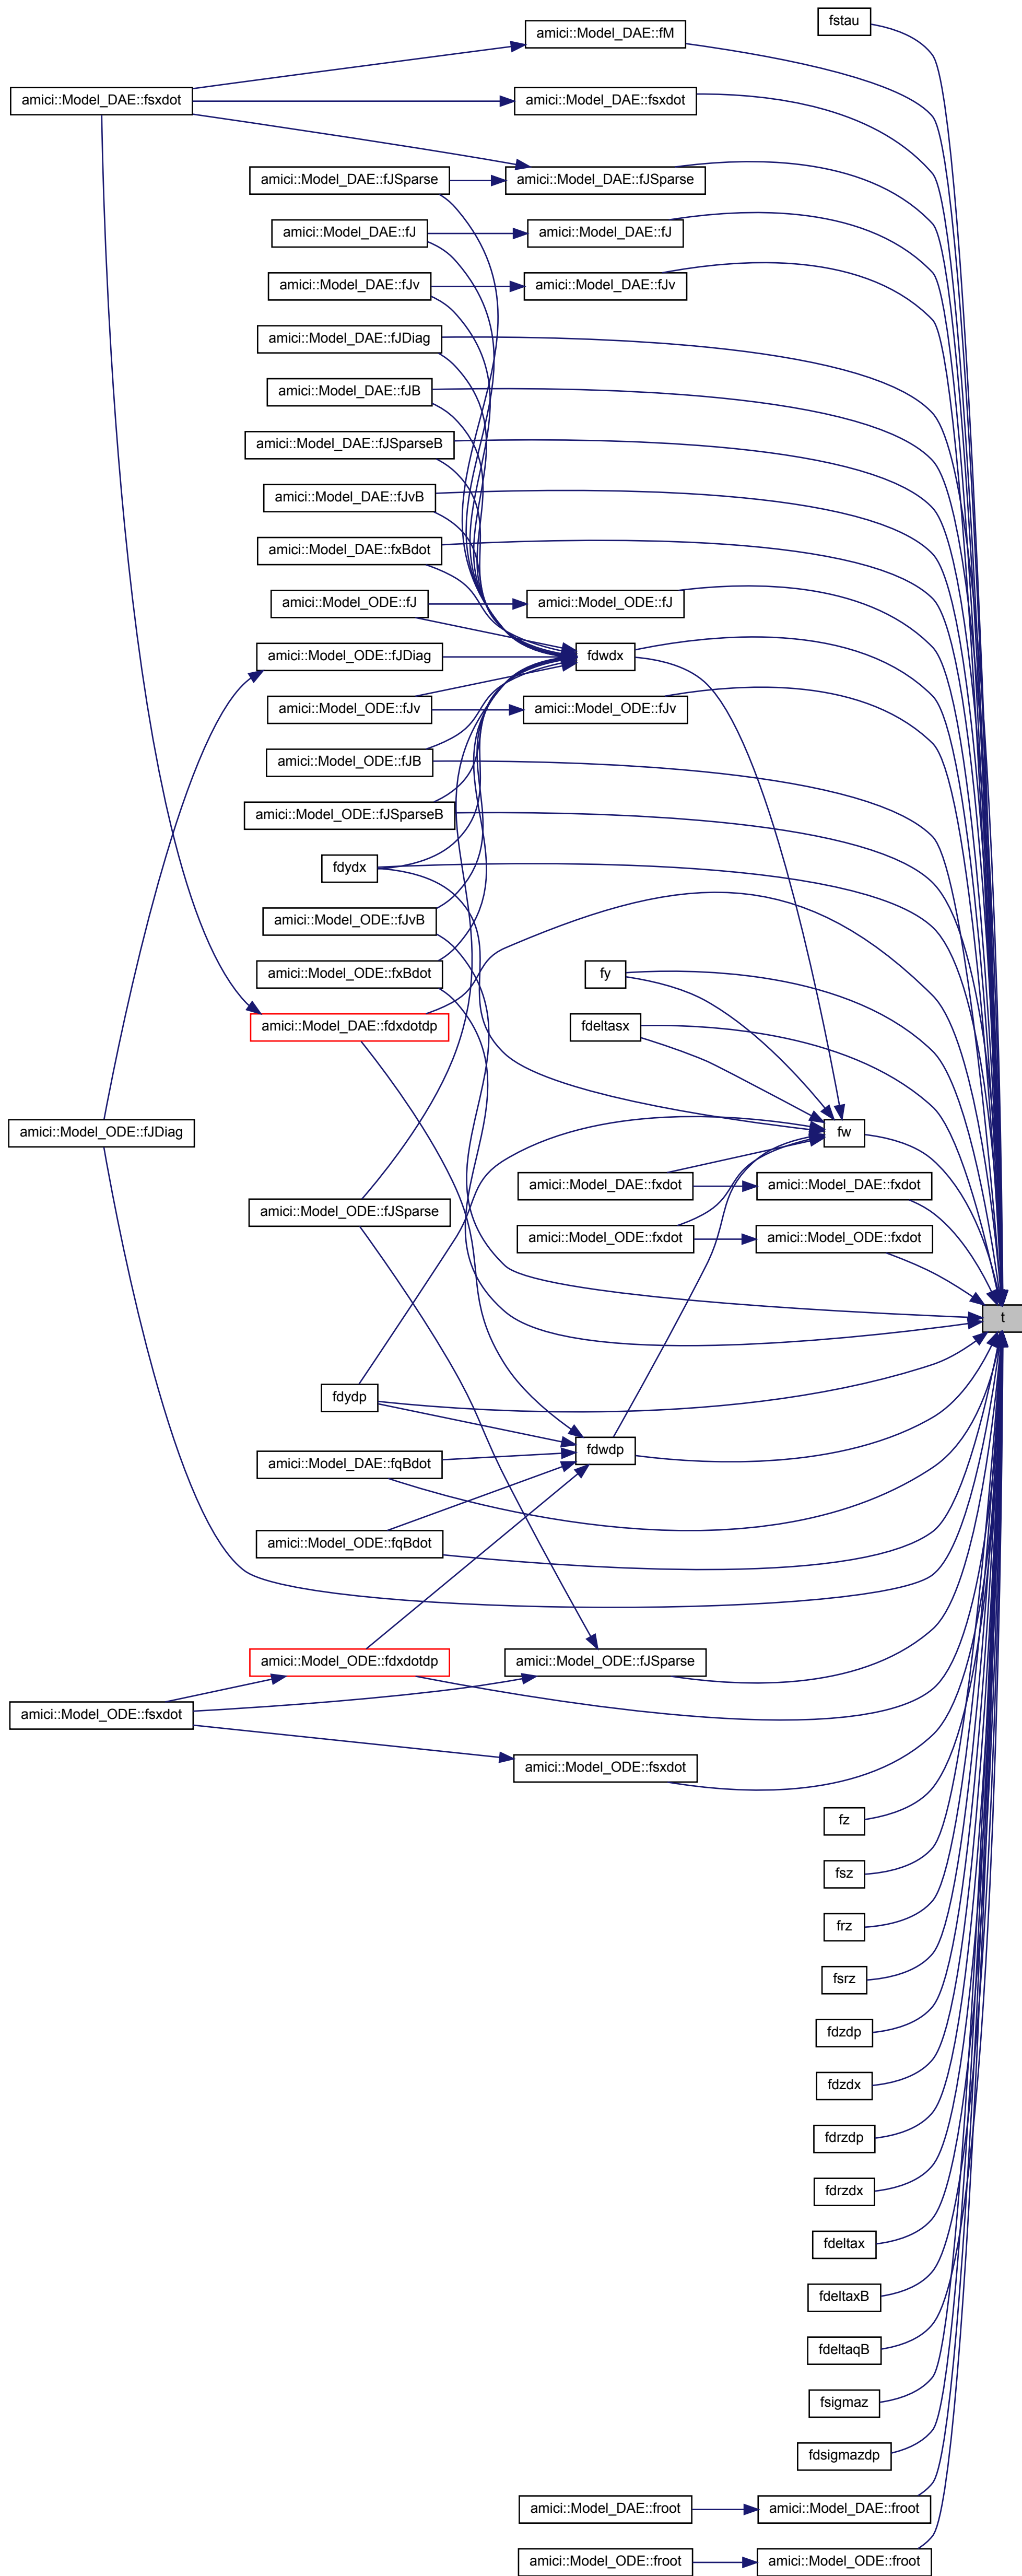 fstau
amici::Model_DAE::fM
amici::Model_DAE::fsxdot
amici::Model_DAE::fsxdot
amici::Model_DAE::fJSparse
amici::Model_DAE::fJSparse
amici::Model_DAE::fJ
amici::Model_DAE::fJ
amici::Model_DAE::fJv
amici::Model_DAE::fJv
amici::Model_DAE::fJDiag
amici::Model_DAE::fJB
amici::Model_DAE::fJSparseB
amici::Model_DAE::fJvB
amici::Model_DAE::fxBdot
amici::Model_ODE::fJ
amici::Model_ODE::fJ
amici::Model_ODE::fJDiag
fdwdx
amici::Model_ODE::fJv
amici::Model_ODE::fJv
amici::Model_ODE::fJB
amici::Model_ODE::fJSparseB
fdydx
amici::Model_ODE::fJvB
amici::Model_ODE::fxBdot
fy
amici::Model_DAE::fdxdotdp
fdeltasx
amici::Model_ODE::fJDiag
fw
amici::Model_DAE::fxdot
amici::Model_DAE::fxdot
amici::Model_ODE::fJSparse
amici::Model_ODE::fxdot
amici::Model_ODE::fxdot
t
fdydp
fdwdp
amici::Model_DAE::fqBdot
amici::Model_ODE::fqBdot
amici::Model_ODE::fdxdotdp
amici::Model_ODE::fJSparse
amici::Model_ODE::fsxdot
amici::Model_ODE::fsxdot
fz
fsz
frz
fsrz
fdzdp
fdzdx
fdrzdp
fdrzdx
fdeltax
fdeltaxB
fdeltaqB
fsigmaz
fdsigmazdp
amici::Model_DAE::froot
amici::Model_DAE::froot
amici::Model_ODE::froot
amici::Model_ODE::froot